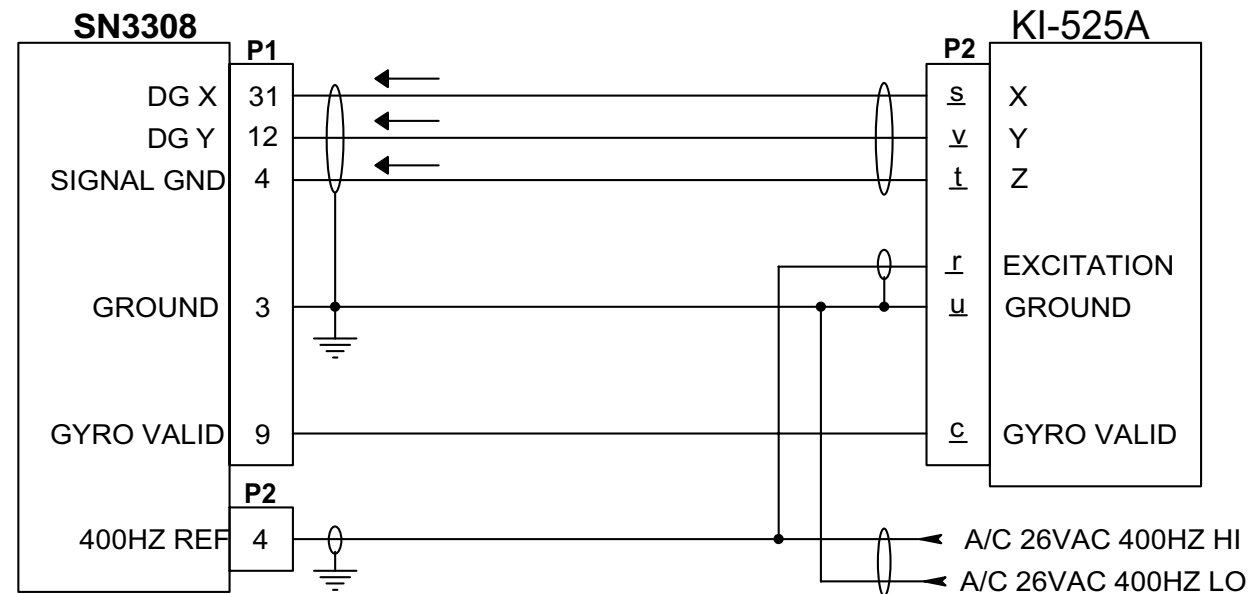 SN3308 KI-525A
P1 P2
DG X 31 s X
DG Y 12 v Y
SIGNAL GND 4 t Z
r EXCITATION
GROUND 3 u GROUND
GYRO VALID 9 c GYRO VALID
P2
400HZ REF 4 A/C 26VAC 400HZ HI
A/C 26VAC 400HZ LO